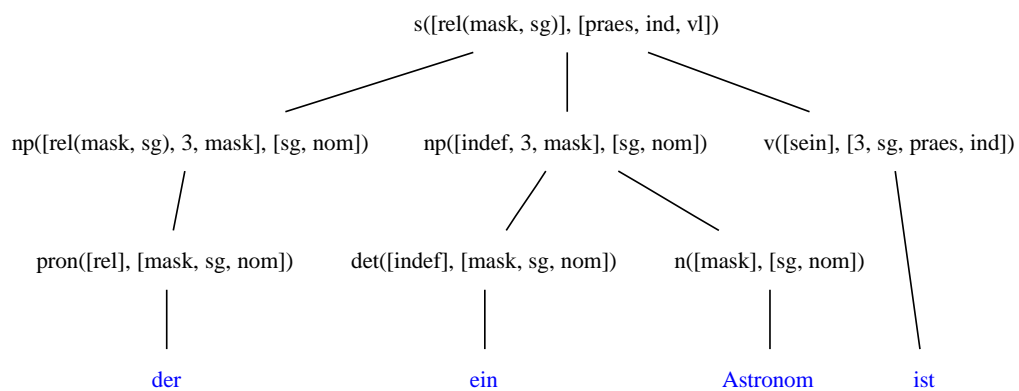 s([rel(mask, sg)], [praes, ind, vl])
np([rel(mask, sg), 3, mask], [sg, nom]) np([indef, 3, mask], [sg, nom]) v([sein], [3, sg, praes, ind])
pron([rel], [mask, sg, nom]) det([indef], [mask, sg, nom]) n([mask], [sg, nom])
der ein Astronom ist